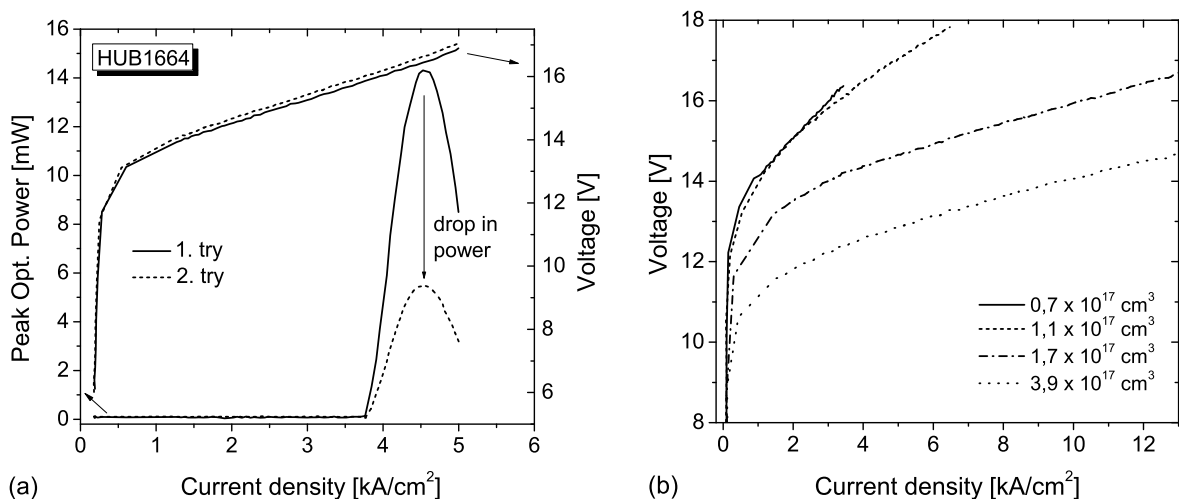 HUB1664
16
14
12
10
8
6
4
2
0
Peak Opt. Power [mW]
16
14
12
10
8
6
Voltage [V]
drop in
power
1. try
2. try
0 1 2 3 4 5 6
(a) Current density [kA/cm²]
18
16
14
12
10
8
Voltage [V]
0,7 x 10¹⁷ cm³
1,1 x 10¹⁷ cm³
1,7 x 10¹⁷ cm³
3,9 x 10¹⁷ cm³
0 2 4 6 8 10 12
(b) Current density [kA/cm²]